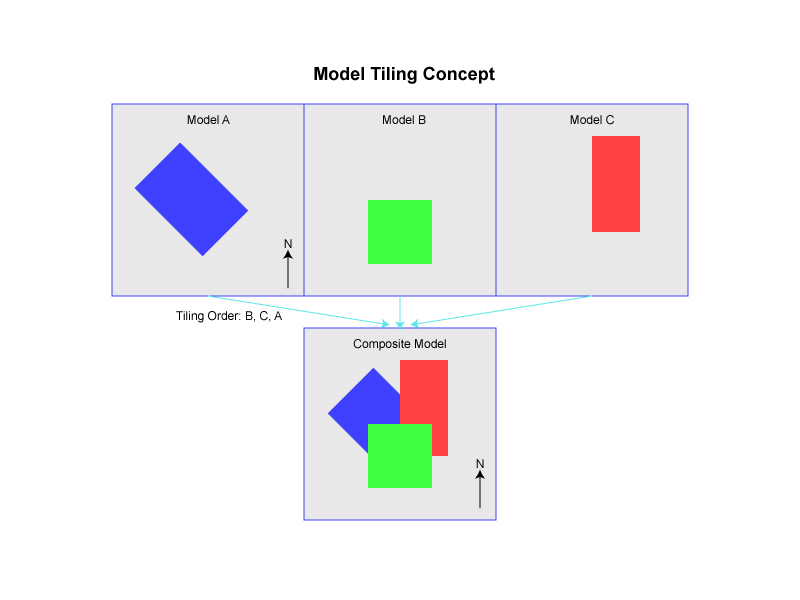 Model Tiling Concept
Model A
Model B
Model C
N
Tiling Order: B, C, A
Composite Model
N